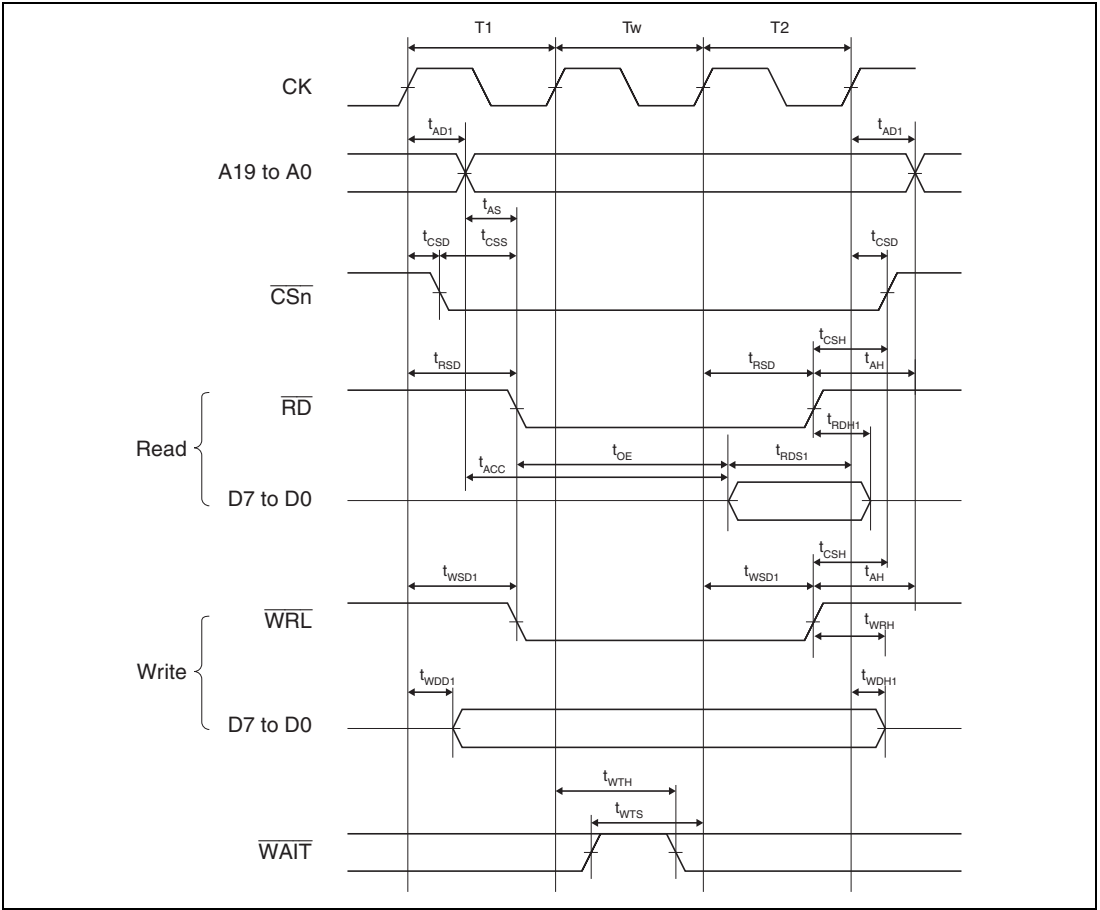 T1 Tw T2
CK
tAD1 tAD1
A19 to A0
tAS
tCSD tCSS tCSD
CSn
tCSH
tRSD tRSD tAH
RD
tRDH1
Read
tOE tRDS1
tACC
D7 to D0
tCSH
tWSD1 tWSD1 tAH
WRL
tWRH
Write
tWDD1 tWDH1
D7 to D0
tWTH
tWTS
WAIT